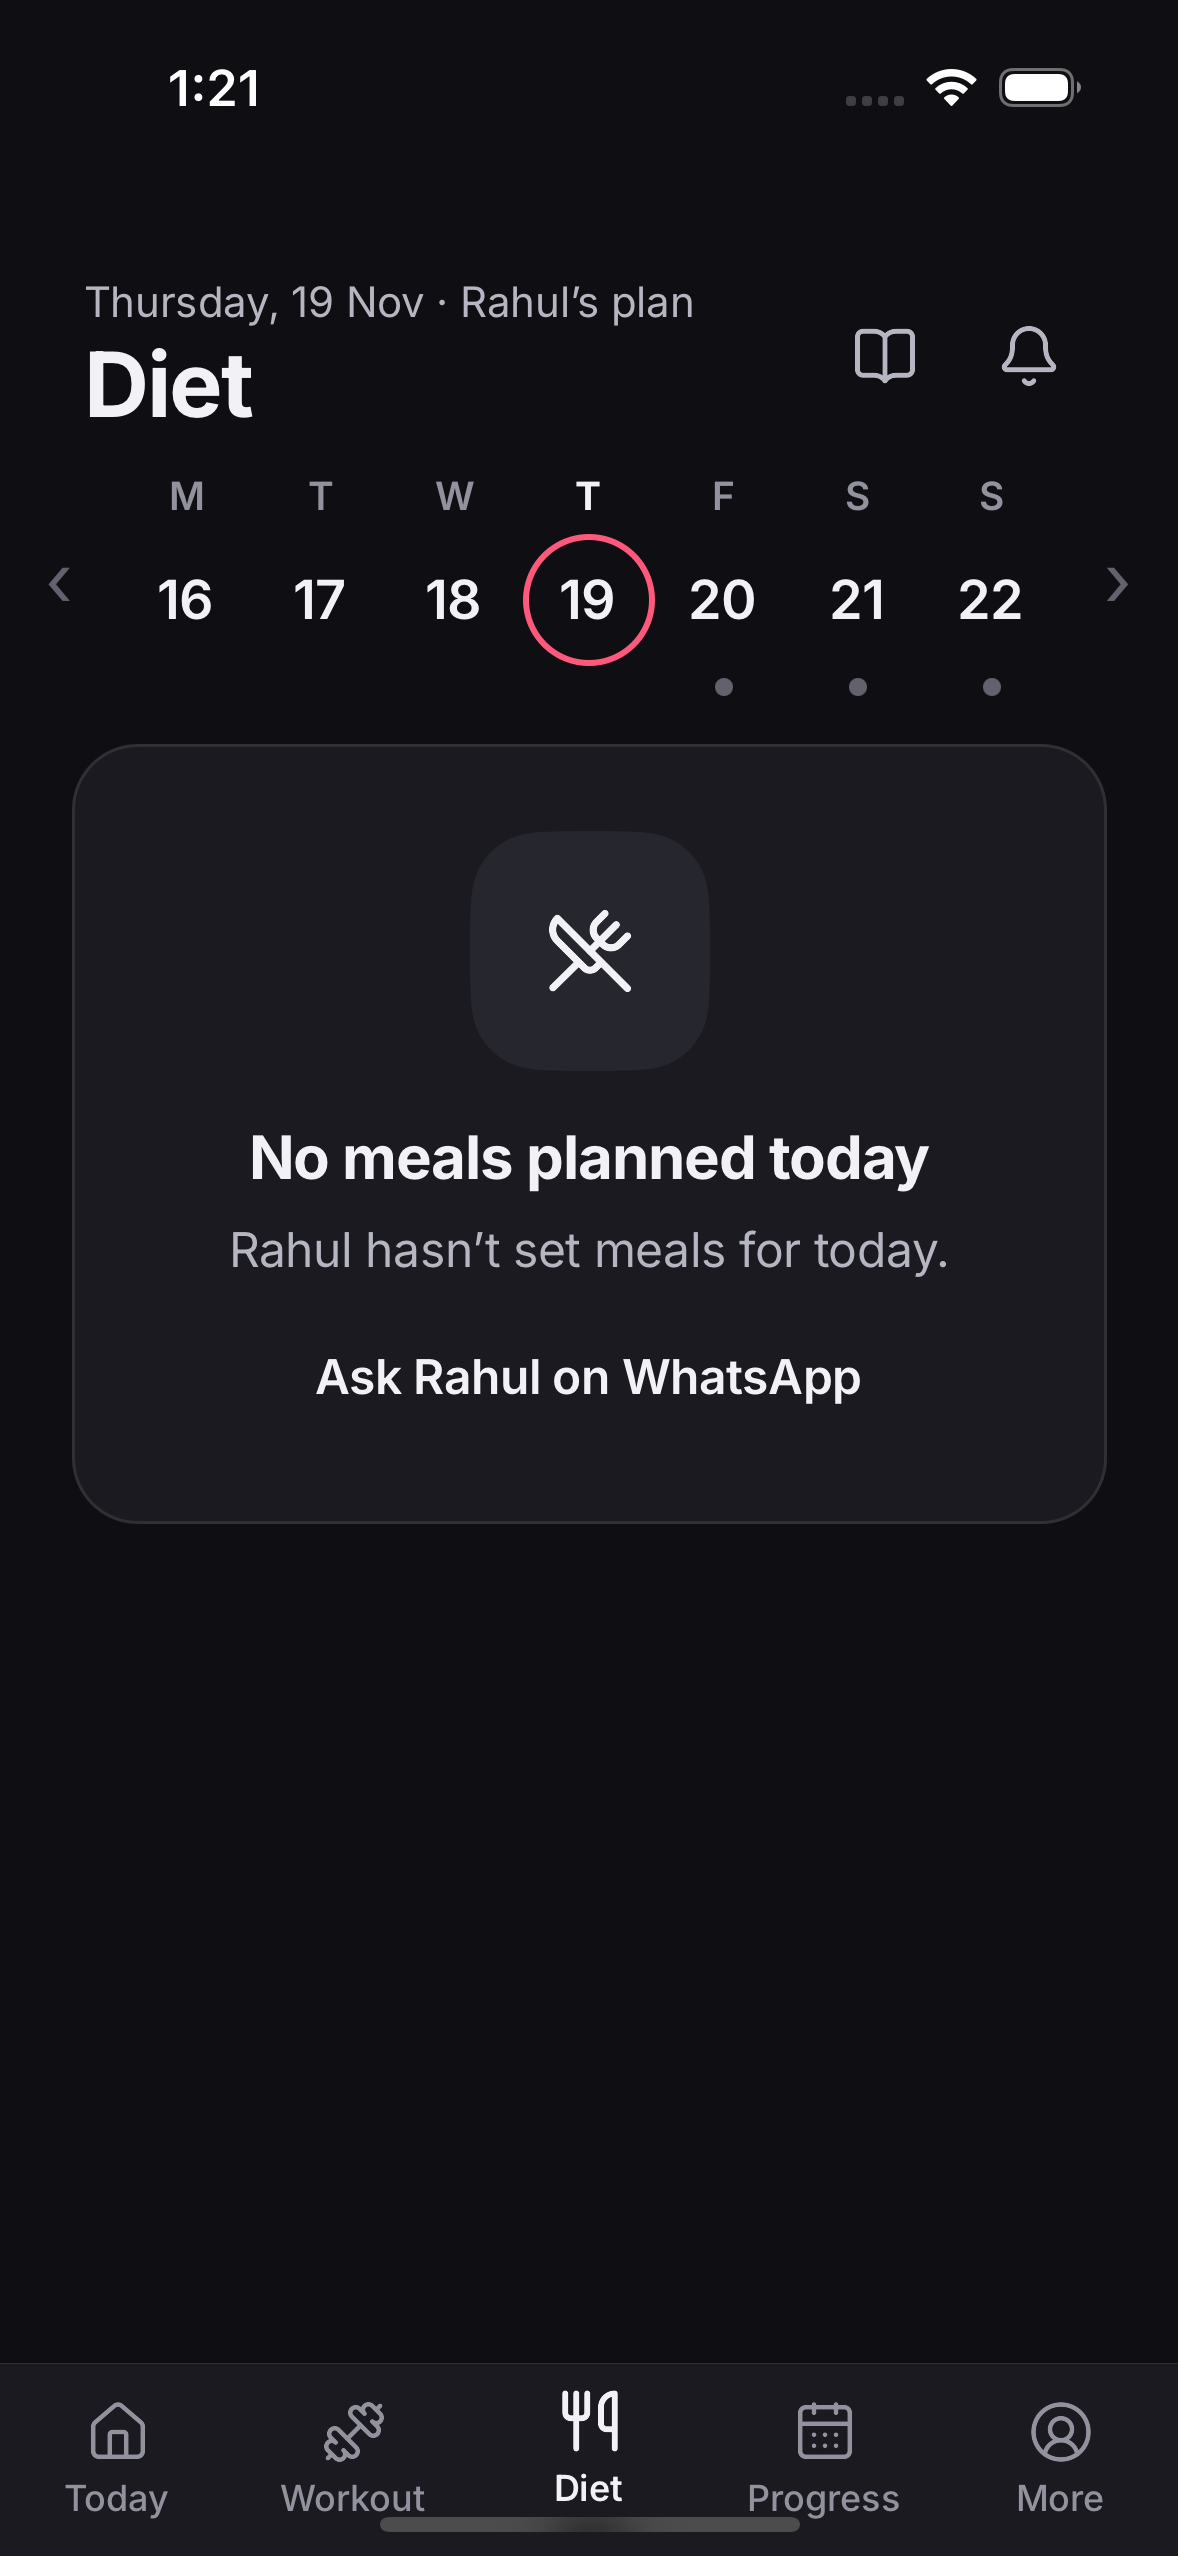 1:21
Thursday, 19 Nov · Rahul’s plan
Diet
M T W T F S S
16 17 18 19 20 21 22
No meals planned today
Rahul hasn’t set meals for today.
Ask Rahul on WhatsApp
Today Workout Diet Progress More